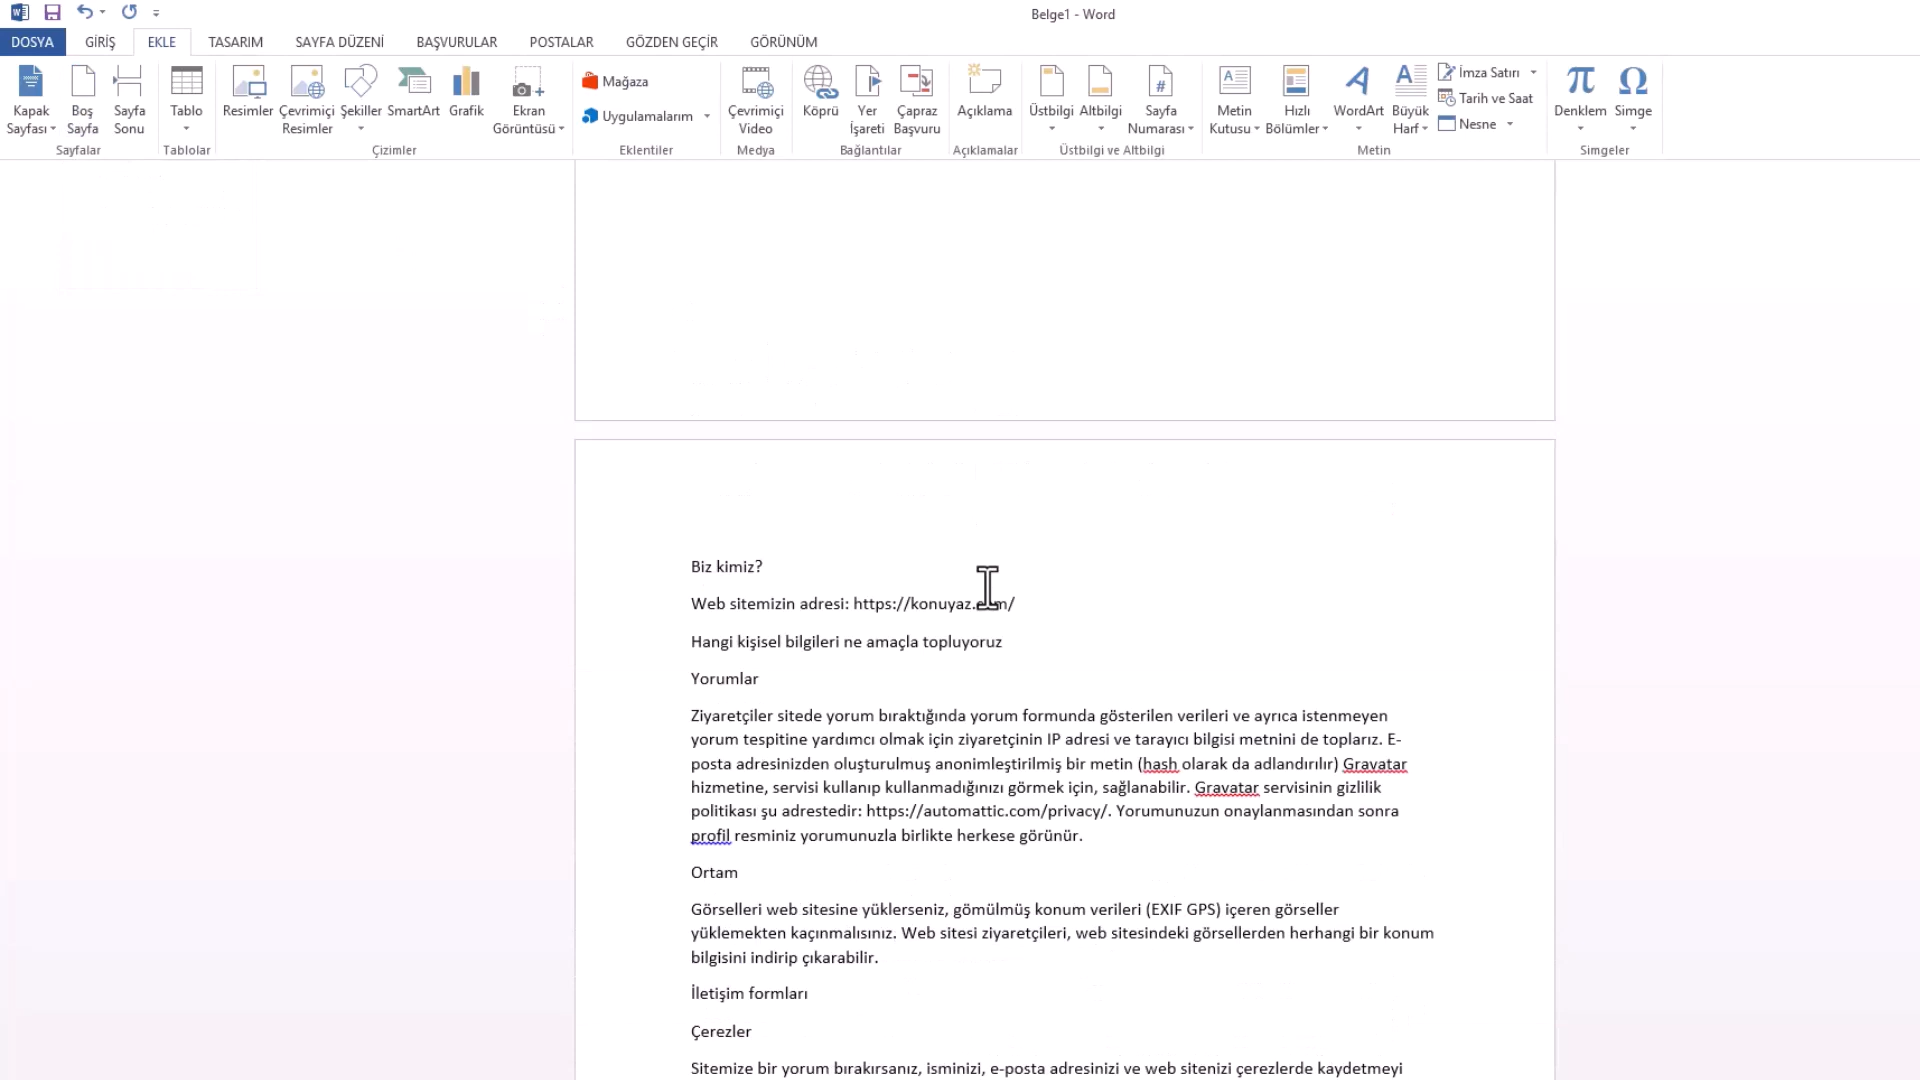 Belge1 - Word
DOSYA GİRİŞ EKLE TASARIM SAYFA DÜZENİ BAŞVURULAR POSTALAR GÖZDEN GEÇİR GÖRÜNÜM
Kapak Sayfası
Boş Sayfa
Sayfa Sonu
Sayfalar
Tablo
Tablolar
Resimler
Çevrimiçi Resimler
Şekiller
SmartArt
Grafik
Ekran Görüntüsü
Çizimler
Mağaza
Uygulamalarım
Eklentiler
Çevrimiçi Video
Medya
Köprü
Yer İşareti
Çapraz Başvuru
Bağlantılar
Açıklama
Açıklamalar
Üstbilgi
Altbilgi
Sayfa Numarası
Üstbilgi ve Altbilgi
Metin Kutusu
Hızlı Bölümler
WordArt
Büyük Harf
İmza Satırı
Tarih ve Saat
Nesne
Metin
Denklem
Simge
Simgeler
Biz kimiz?
Web sitemizin adresi: https://konuyaz.com/
Hangi kişisel bilgileri ne amaçla topluyoruz
Yorumlar
Ziyaretçiler sitede yorum bıraktığında yorum formunda gösterilen verileri ve ayrıca istenmeyen
yorum tespitine yardımcı olmak için ziyaretçinin IP adresi ve tarayıcı bilgisi metnini de toplarız. E-
posta adresinizden oluşturulmuş anonimleştirilmiş bir metin (hash olarak da adlandırılır) Gravatar
hizmetine, servisi kullanıp kullanmadığınızı görmek için, sağlanabilir. Gravatar servisinin gizlilik
politikası şu adrestedir: https://automattic.com/privacy/. Yorumunuzun onaylanmasından sonra
profil resminiz yorumunuzla birlikte herkese görünür.
Ortam
Görselleri web sitesine yüklerseniz, gömülmüş konum verileri (EXIF GPS) içeren görseller
yüklemekten kaçınmalısınız. Web sitesi ziyaretçileri, web sitesindeki görsellerden herhangi bir konum
bilgisini indirip çıkarabilir.
İletişim formları
Çerezler
Sitemize bir yorum bırakırsanız, isminizi, e-posta adresinizi ve web sitenizi çerezlerde kaydetmeyi